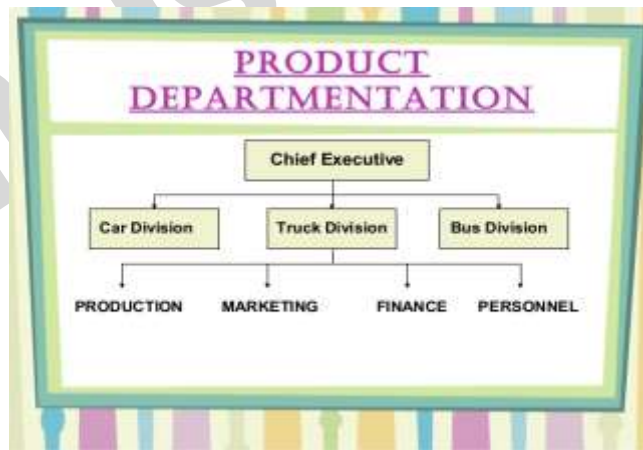 PRODUCT
DEPARTMENTATION
Chief Executive
Car Division Truck Division Bus Division
PRODUCTION MARKETING FINANCE PERSONNEL